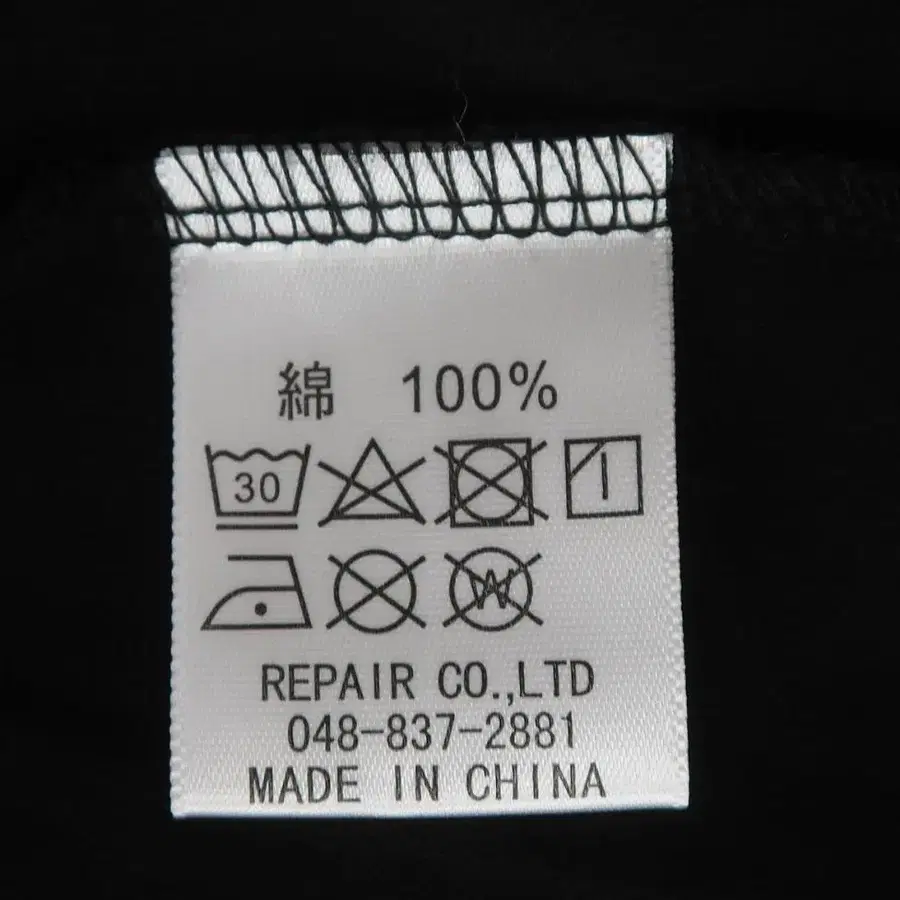 綿 100%
30
W
REPAIR CO.,LTD
048-837-2881
MADE IN CHINA